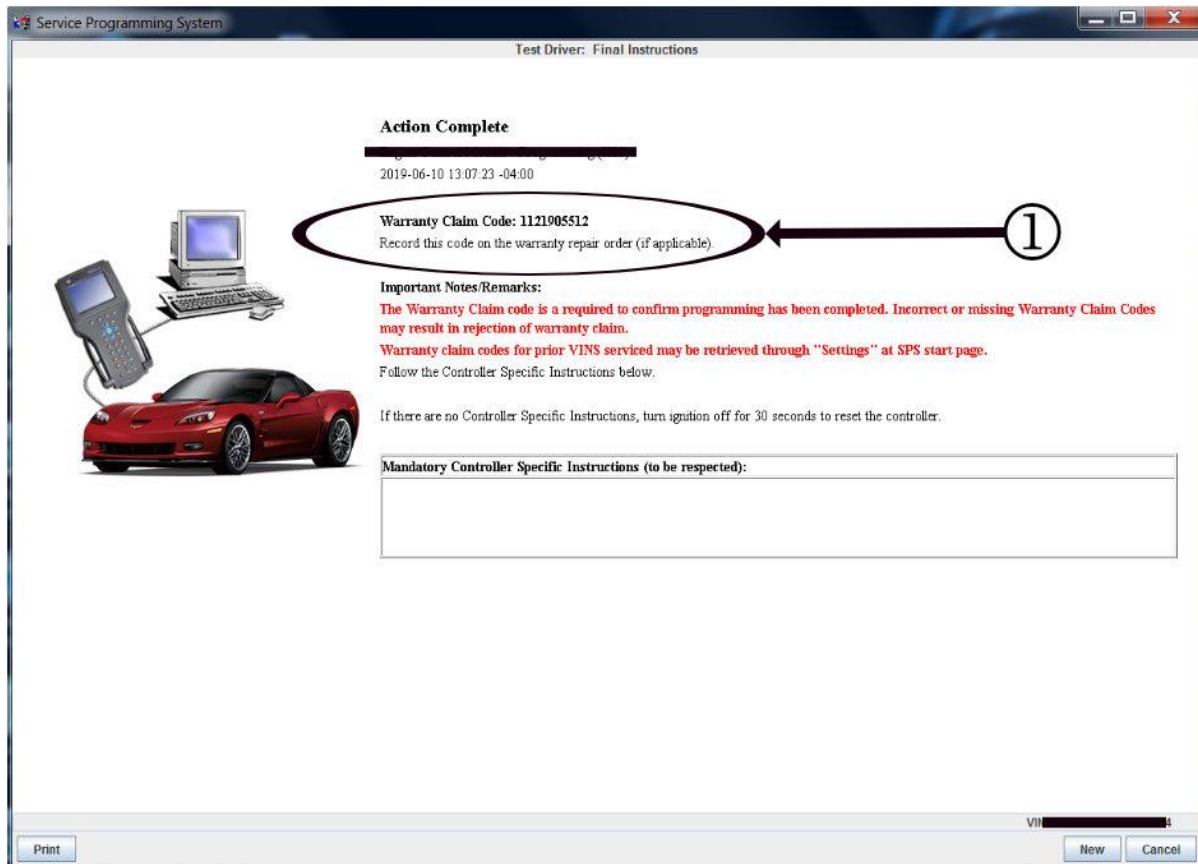 Service Programming System
Test Driver: Final Instructions
Action Complete
2019-06-10 13:07:23 -04:00
Warranty Claim Code: 1121905512
Record this code on the warranty repair order (if applicable).
①
Important Notes/Remarks:
The Warranty Claim code is a required to confirm programming has been completed. Incorrect or missing Warranty Claim Codes
may result in rejection of warranty claim.
Warranty claim codes for prior VINS serviced may be retrieved through "Settings" at SPS start page.
Follow the Controller Specific Instructions below.
If there are no Controller Specific Instructions, turn ignition off for 30 seconds to reset the controller.
Mandatory Controller Specific Instructions (to be respected):
VIN 4
Print
New
Cancel